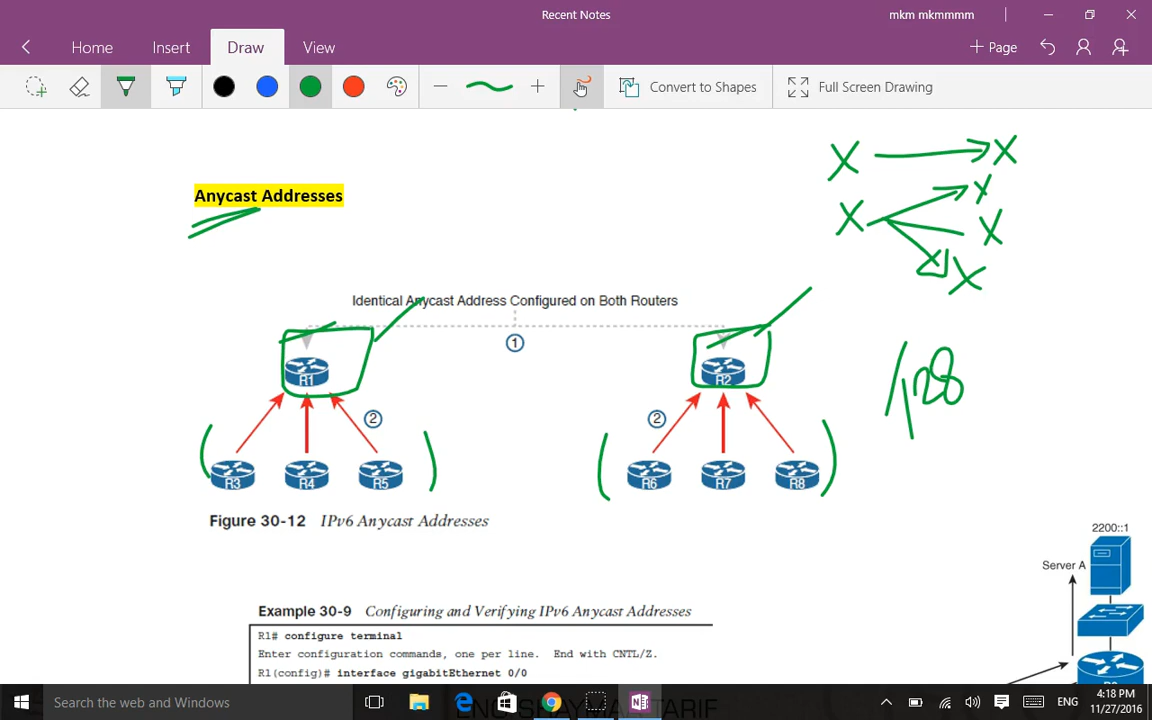 Recent Notes
mkm mkmmmm
Home Insert Draw View
Page
Convert to Shapes
Full Screen Drawing
X X
Anycast Addresses
X X
X
X
Identical Anycast Address Configured on Both Routers
1
R1 R2
/128
2 2
R3 R4 R5 R6 R7 R8
Figure 30-12 IPv6 Anycast Addresses
2200::1
Server A
Example 30-9 Configuring and Verifying IPv6 Anycast Addresses
R1# configure terminal
Enter configuration commands, one per line. End with CNTL/Z.
R1(config)# interface gigabitEthernet 0/0
Search Windows
ENG
4:18 PM
11/27/2016